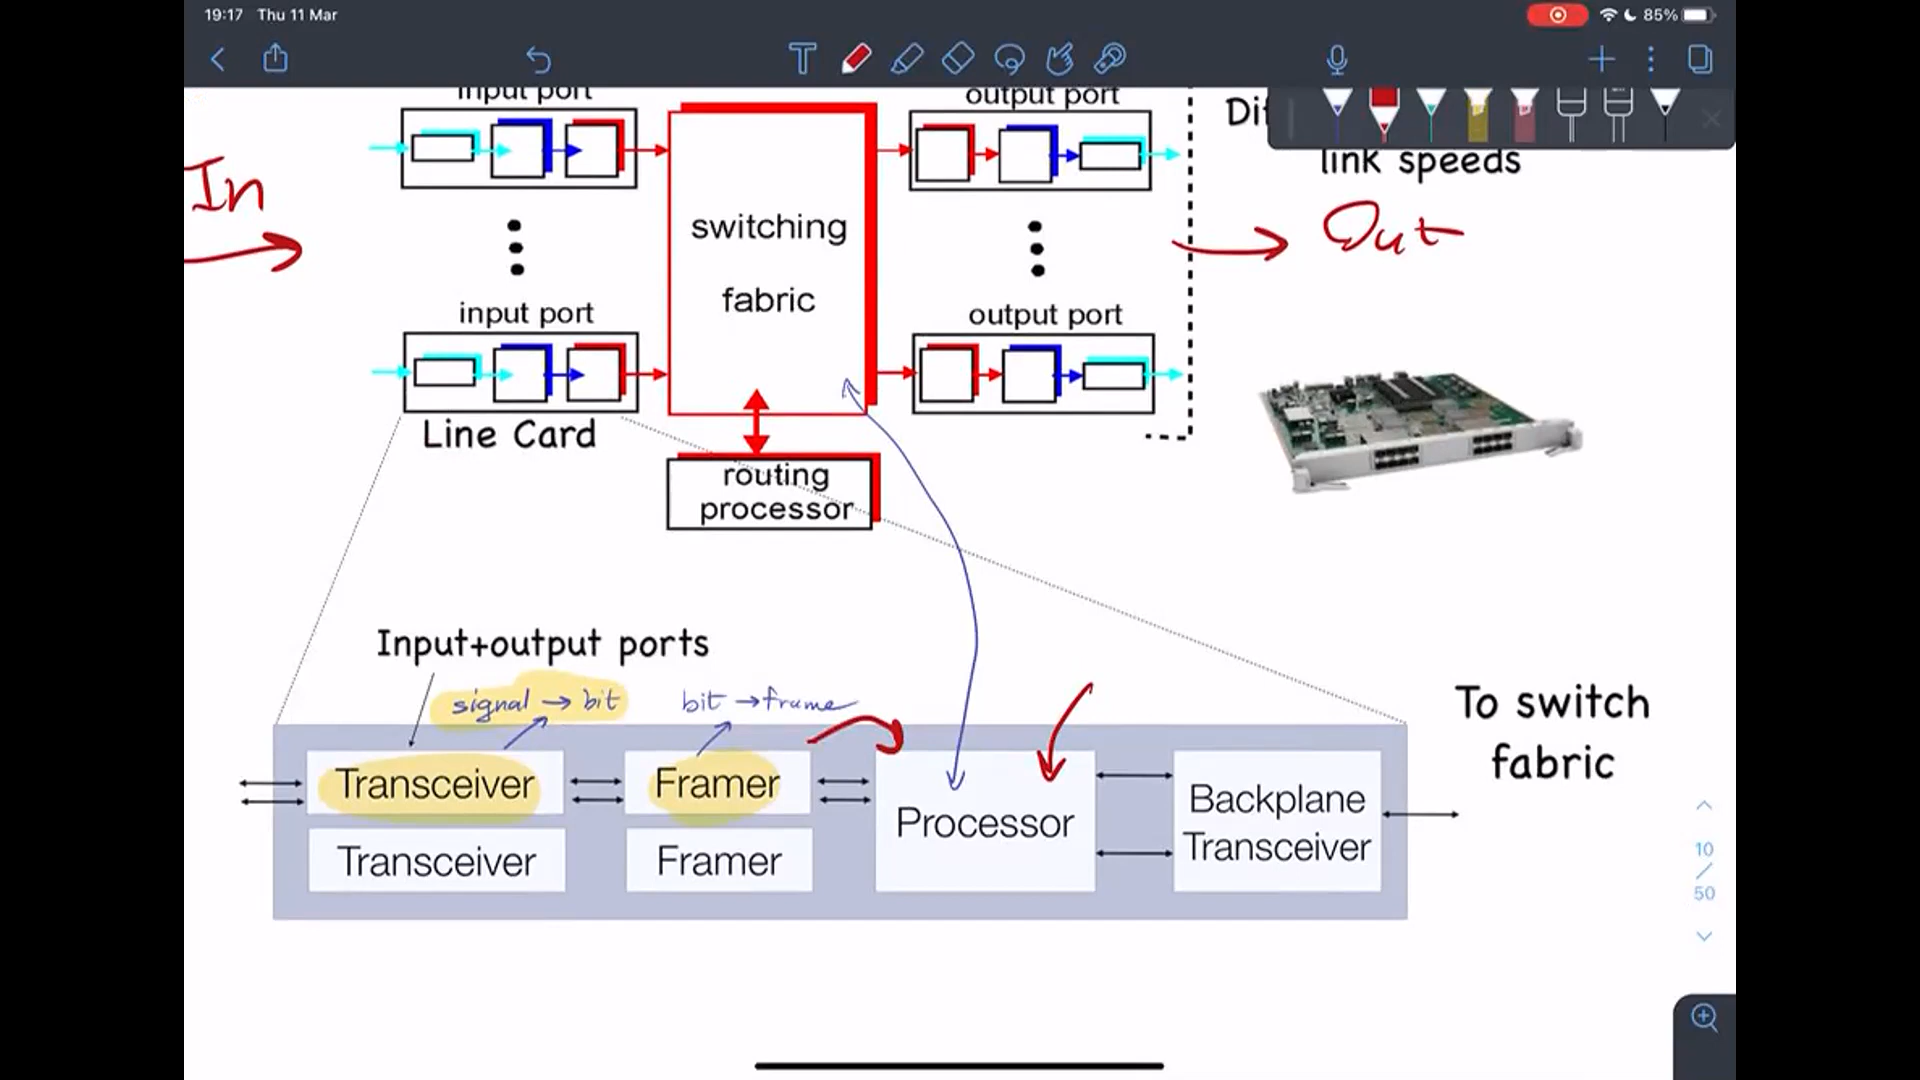 19:17 Thu 11 Mar
85%
input port
output port
link speeds
In
Out
switching
fabric
input port
output port
Line Card
routing
processor
Input+output ports
signal → bit
bit → frame
To switch
fabric
Transceiver
Framer
Processor
Backplane
Transceiver
Transceiver
Framer
10
/
50